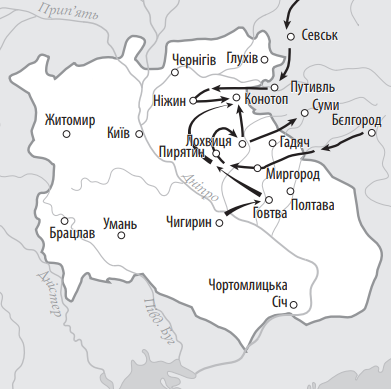 Прип'ять
Севськ
Чернігів
Глухів
Путивль
Ніжин
Конотоп
Суми
Бєлгород
Житомир
Київ
Лохвиця
Гадяч
Пирятин
Миргород
Дніпро
Полтава
Говтва
Чигирин
Умань
Брацлав
Дністер
Півд. Буг
Чортомлицька
Січ